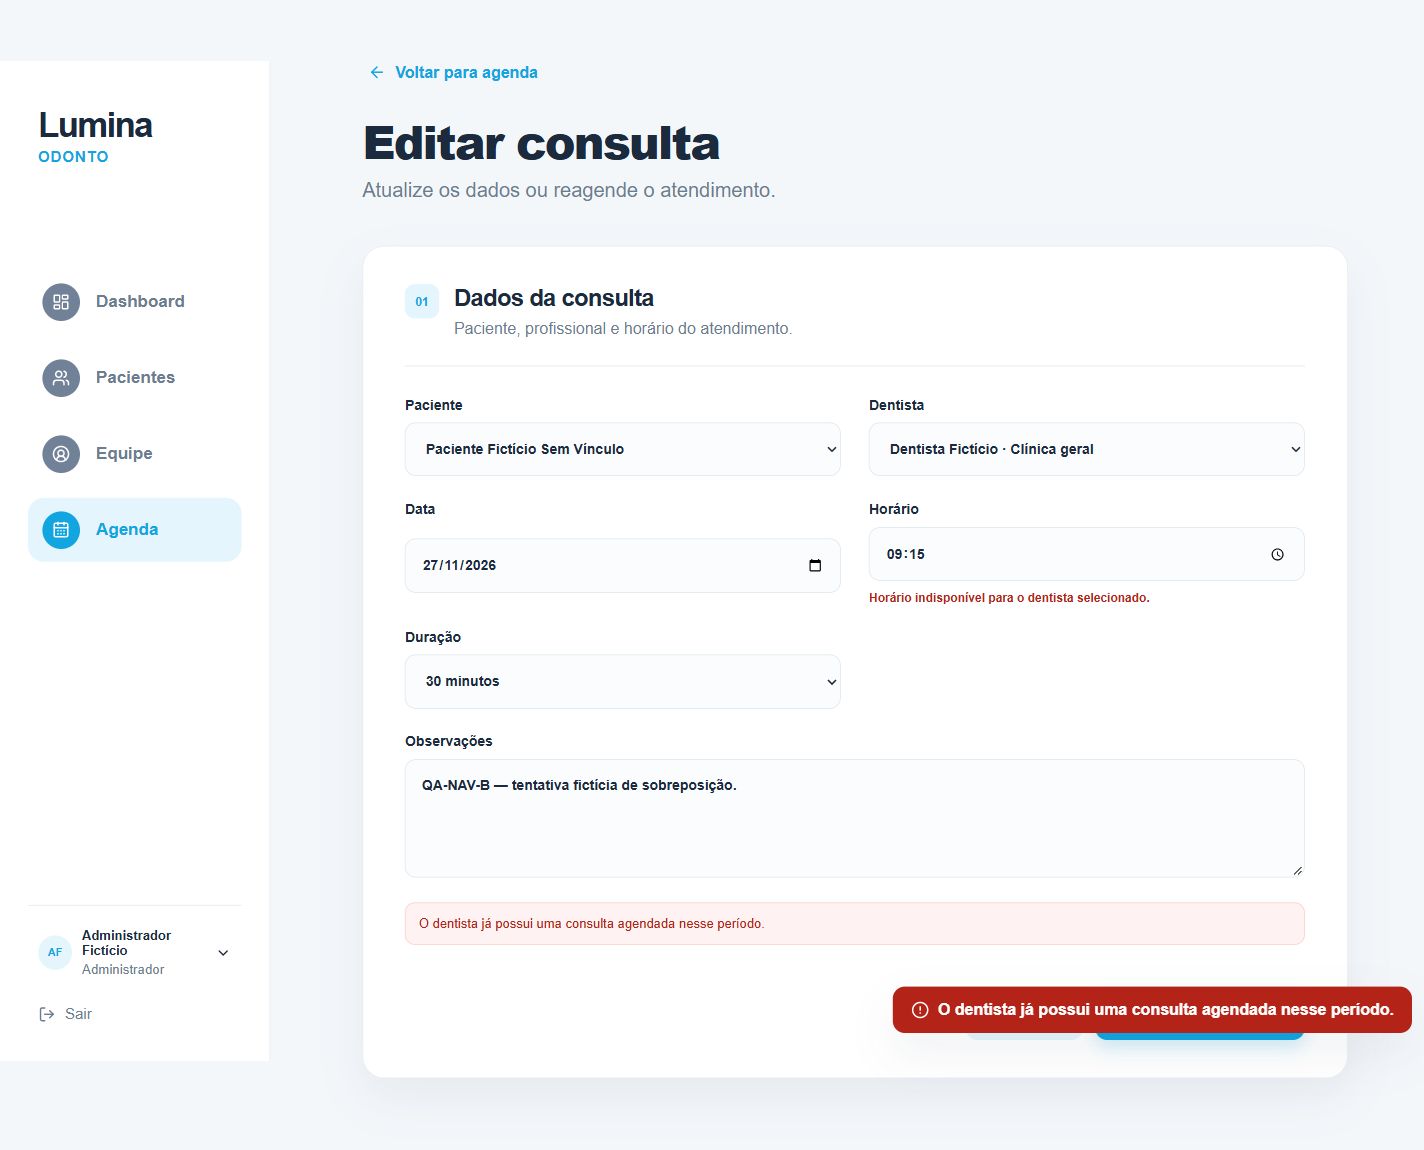 Lumina
ODONTO
Dashboard
Pacientes
Equipe
Agenda
AF
Administrador
Fictício
Administrador
Sair
Voltar para agenda
Editar consulta
Atualize os dados ou reagende o atendimento.
01
Dados da consulta
Paciente, profissional e horário do atendimento.
Paciente
Paciente Fictício Sem Vínculo
Dentista
Dentista Fictício · Clínica geral
Data
27/11/2026
Horário
09:15
Horário indisponível para o dentista selecionado.
Duração
30 minutos
Observações
QA-NAV-B — tentativa fictícia de sobreposição.
O dentista já possui uma consulta agendada nesse período.
O dentista já possui uma consulta agendada nesse período.